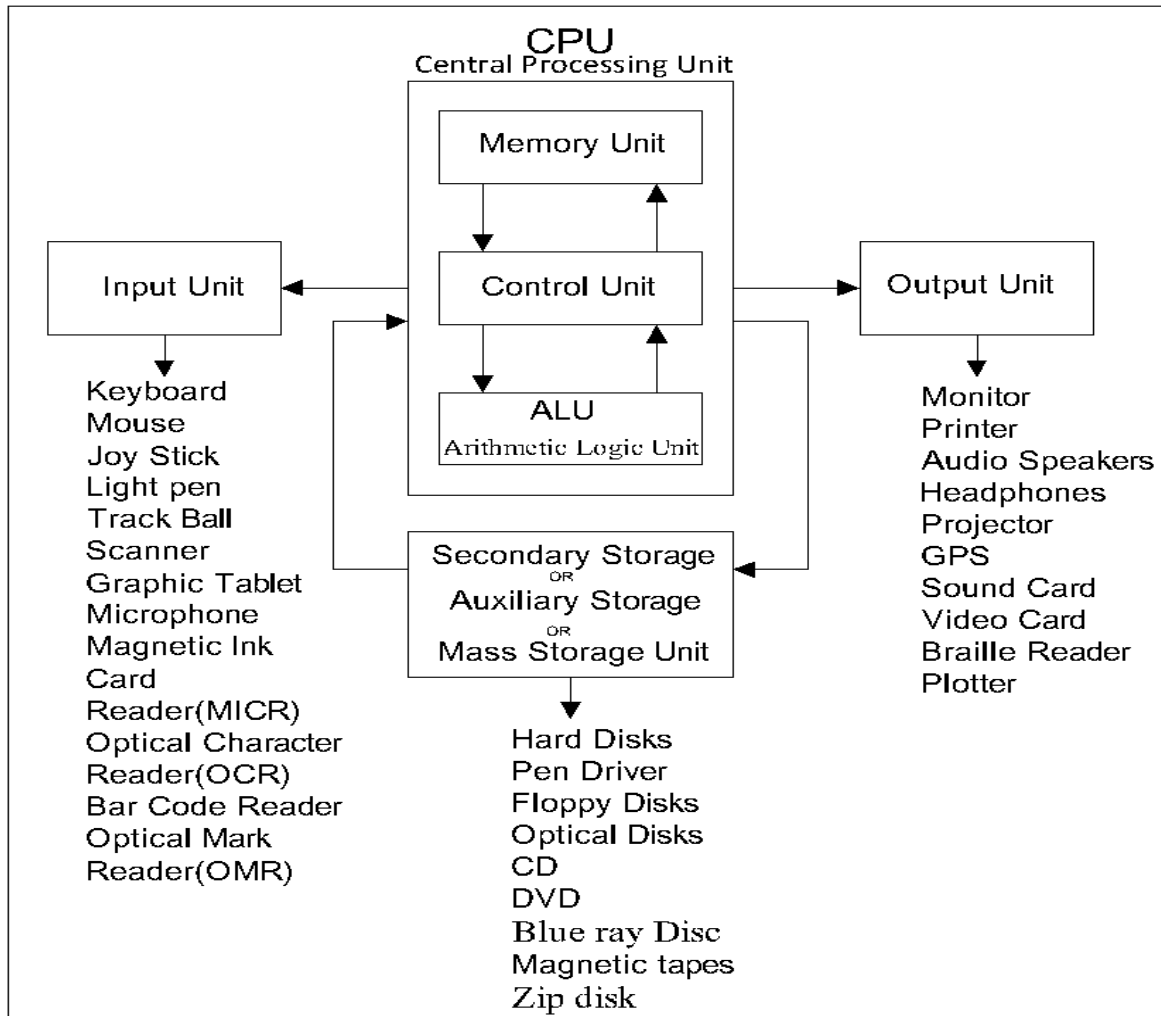 CPU
Central Processing Unit
Memory Unit
Control Unit
ALU
Arithmetic Logic Unit
Input Unit
Keyboard
Mouse
Joy Stick
Light pen
Track Ball
Scanner
Graphic Tablet
Microphone
Magnetic Ink
Card
Reader(MICR)
Optical Character
Reader(OCR)
Bar Code Reader
Optical Mark
Reader(OMR)
Secondary Storage
OR
Auxiliary Storage
OR
Mass Storage Unit
Hard Disks
Pen Driver
Floppy Disks
Optical Disks
CD
DVD
Blue ray Disc
Magnetic tapes
Zip disk
Output Unit
Monitor
Printer
Audio Speakers
Headphones
Projector
GPS
Sound Card
Video Card
Braille Reader
Plotter